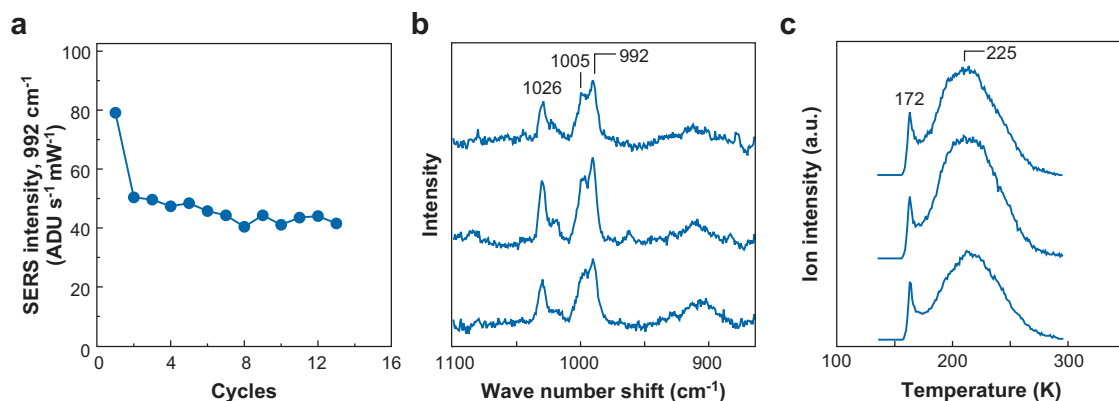 a
SERS intensity, 992 cm⁻¹
(ADU s⁻¹ mW⁻¹)
100
80
60
40
20
0
0
4
8
12
16
Cycles
b
Intensity
1026
1005
992
1100
1000
900
Wave number shift (cm⁻¹)
c
Ion intensity (a.u.)
172
225
100
200
300
Temperature (K)